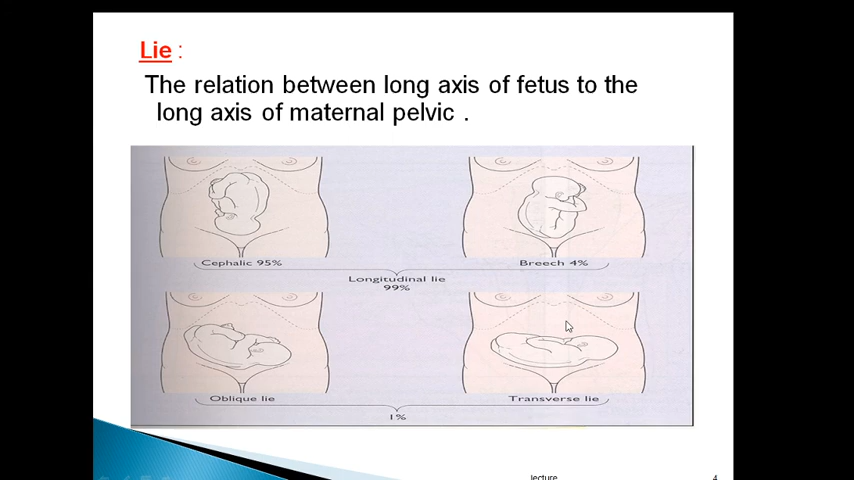 Lie :
The relation between long axis of fetus to the
long axis of maternal pelvic .
Cephalic 95%
Breech 4%
Longitudinal lie
99%
Oblique lie
Transverse lie
1%
lecture
4